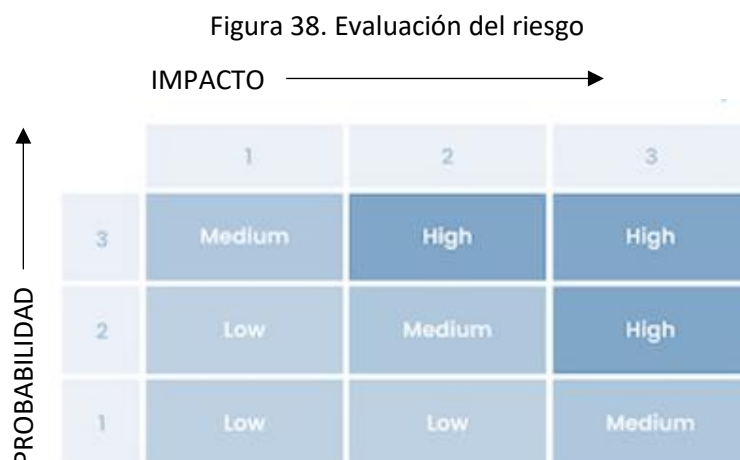 Figura 38. Evaluación del riesgo
IMPACTO
1 2 3
3 Medium High High
2 Low Medium High
1 Low Low Medium
PROBABILIDAD